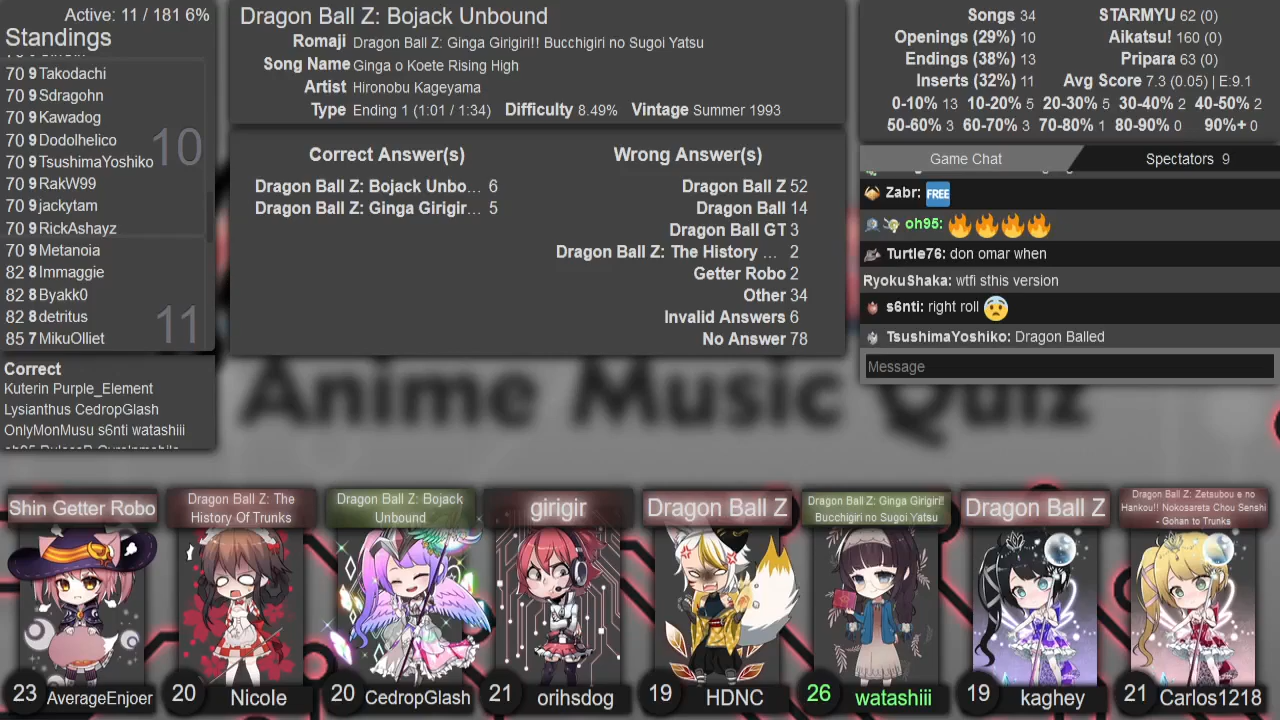 Active: 11 / 181 6%
Standings
70 9 Takodachi
70 9 Sdragohn
70 9 Kawadog
70 9 Dodolhelico
10
70 9 TsushimaYoshiko
70 9 RakW99
70 9 jackytam
70 9 RickAshayz
70 9 Metanoia
82 8 Immaggie
82 8 Byakk0
82 8 detritus
11
85 7 MikuOlliet
Correct
Kuterin Purple_Element
Lysianthus CedropGlash
OnlyMonMusu s6nti watashiii
Dragon Ball Z: Bojack Unbound
Romaji Dragon Ball Z: Ginga Girigiri!! Bucchigiri no Sugoi Yatsu
Song Name Ginga o Koete Rising High
Artist Hironobu Kageyama
Type Ending 1 (1:01 / 1:34) Difficulty 8.49% Vintage Summer 1993
Correct Answer(s)
Dragon Ball Z: Bojack Unbo... 6
Dragon Ball Z: Ginga Girigir... 5
Wrong Answer(s)
Dragon Ball Z 52
Dragon Ball 14
Dragon Ball GT 3
Dragon Ball Z: The History ... 2
Getter Robo 2
Other 34
Invalid Answers 6
No Answer 78
Songs 34 STARMYU 62 (0)
Openings (29%) 10 Aikatsu! 160 (0)
Endings (38%) 13 Pripara 63 (0)
Inserts (32%) 11 Avg Score 7.3 (0.05) | E:9.1
0-10% 13 10-20% 5 20-30% 5 30-40% 2 40-50% 2
50-60% 3 60-70% 3 70-80% 1 80-90% 0 90%+ 0
Game Chat Spectators 9
Zabr: FREE
oh95: 🔥🔥🔥🔥
Turtle76: don omar when
RyokuShaka: wtfi sthis version
s6nti: right roll 😨
TsushimaYoshiko: Dragon Balled
Message
Anime Music Quiz
Shin Getter Robo
Dragon Ball Z: The
History Of Trunks
Dragon Ball Z: Bojack
Unbound
girigir
Dragon Ball Z
Dragon Ball Z: Ginga Girigiri!!
Bucchigiri no Sugoi Yatsu
Dragon Ball Z
Dragon Ball Z: Zetsubou e no
Hankou!! Nokosareta Chou Senshi
- Gohan to Trunks
23 AverageEnjoer
20 Nicole
20 CedropGlash
21 orihsdog
19 HDNC
26 watashiii
19 kaghey
21 Carlos1218